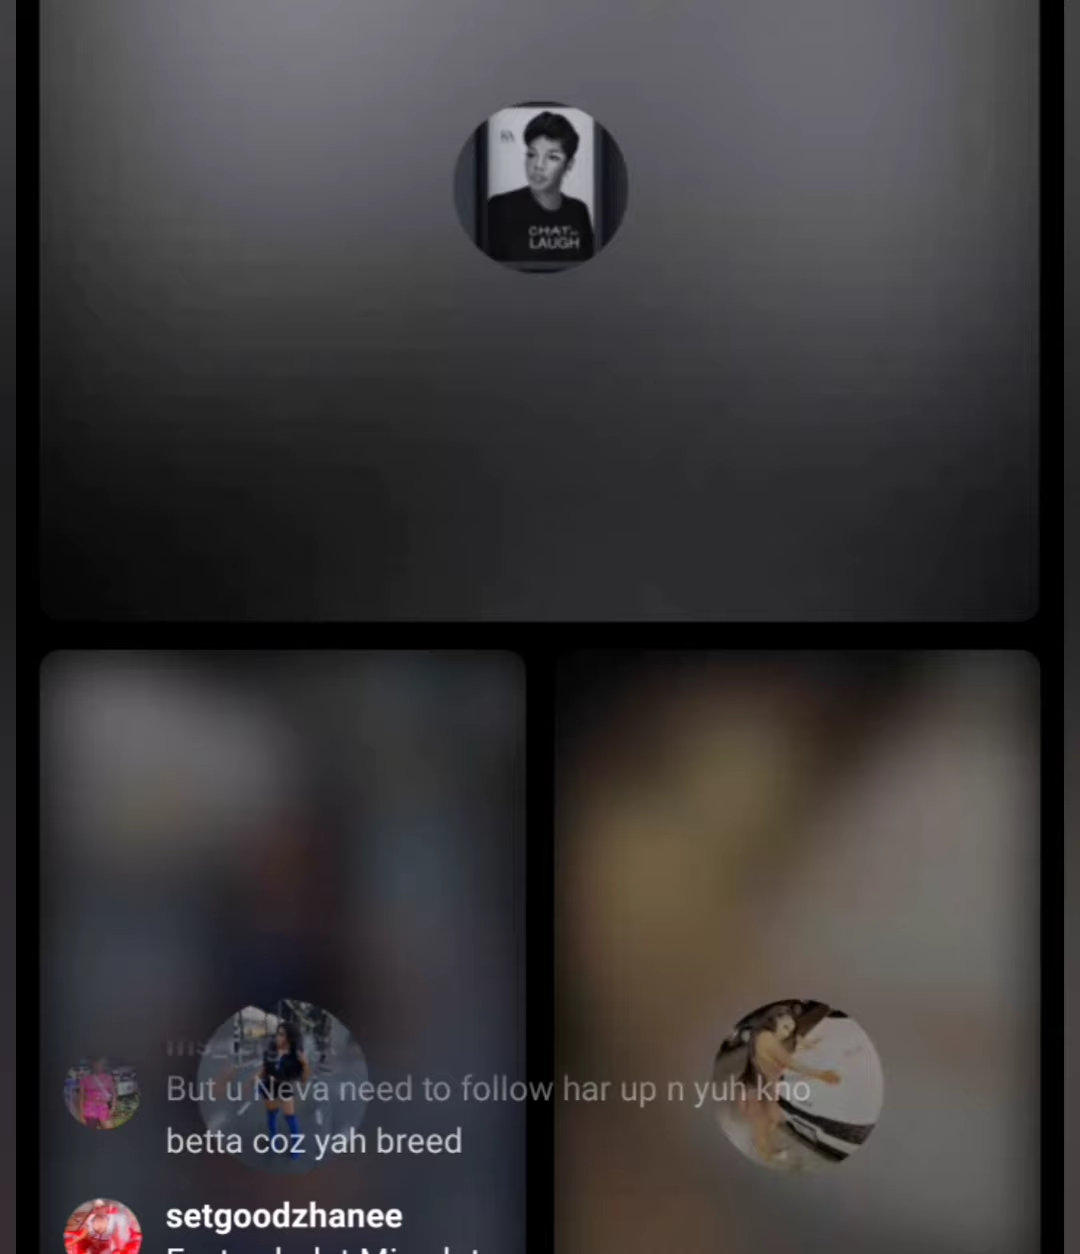 CHAT..
LAUGH
But u Neva need to follow har up n yuh kno
betta coz yah breed
setgoodzhanee